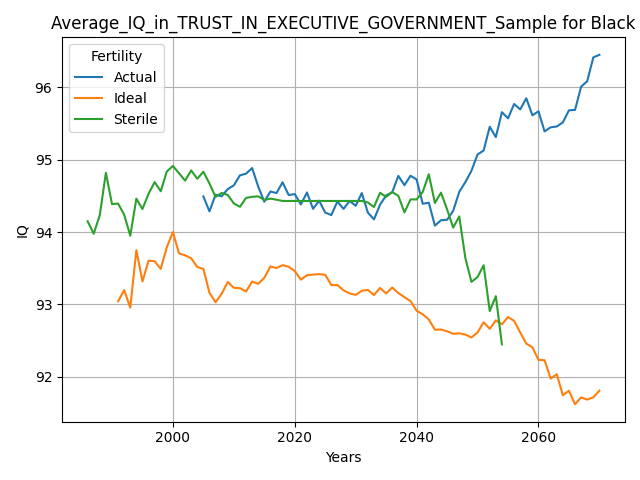 Average_IQ_in_TRUST_IN_EXECUTIVE_GOVERNMENT_Sample for Black
Fertility
Actual
Ideal
Sterile
96
95
94
93
92
IQ
2000 2020 2040 2060
Years